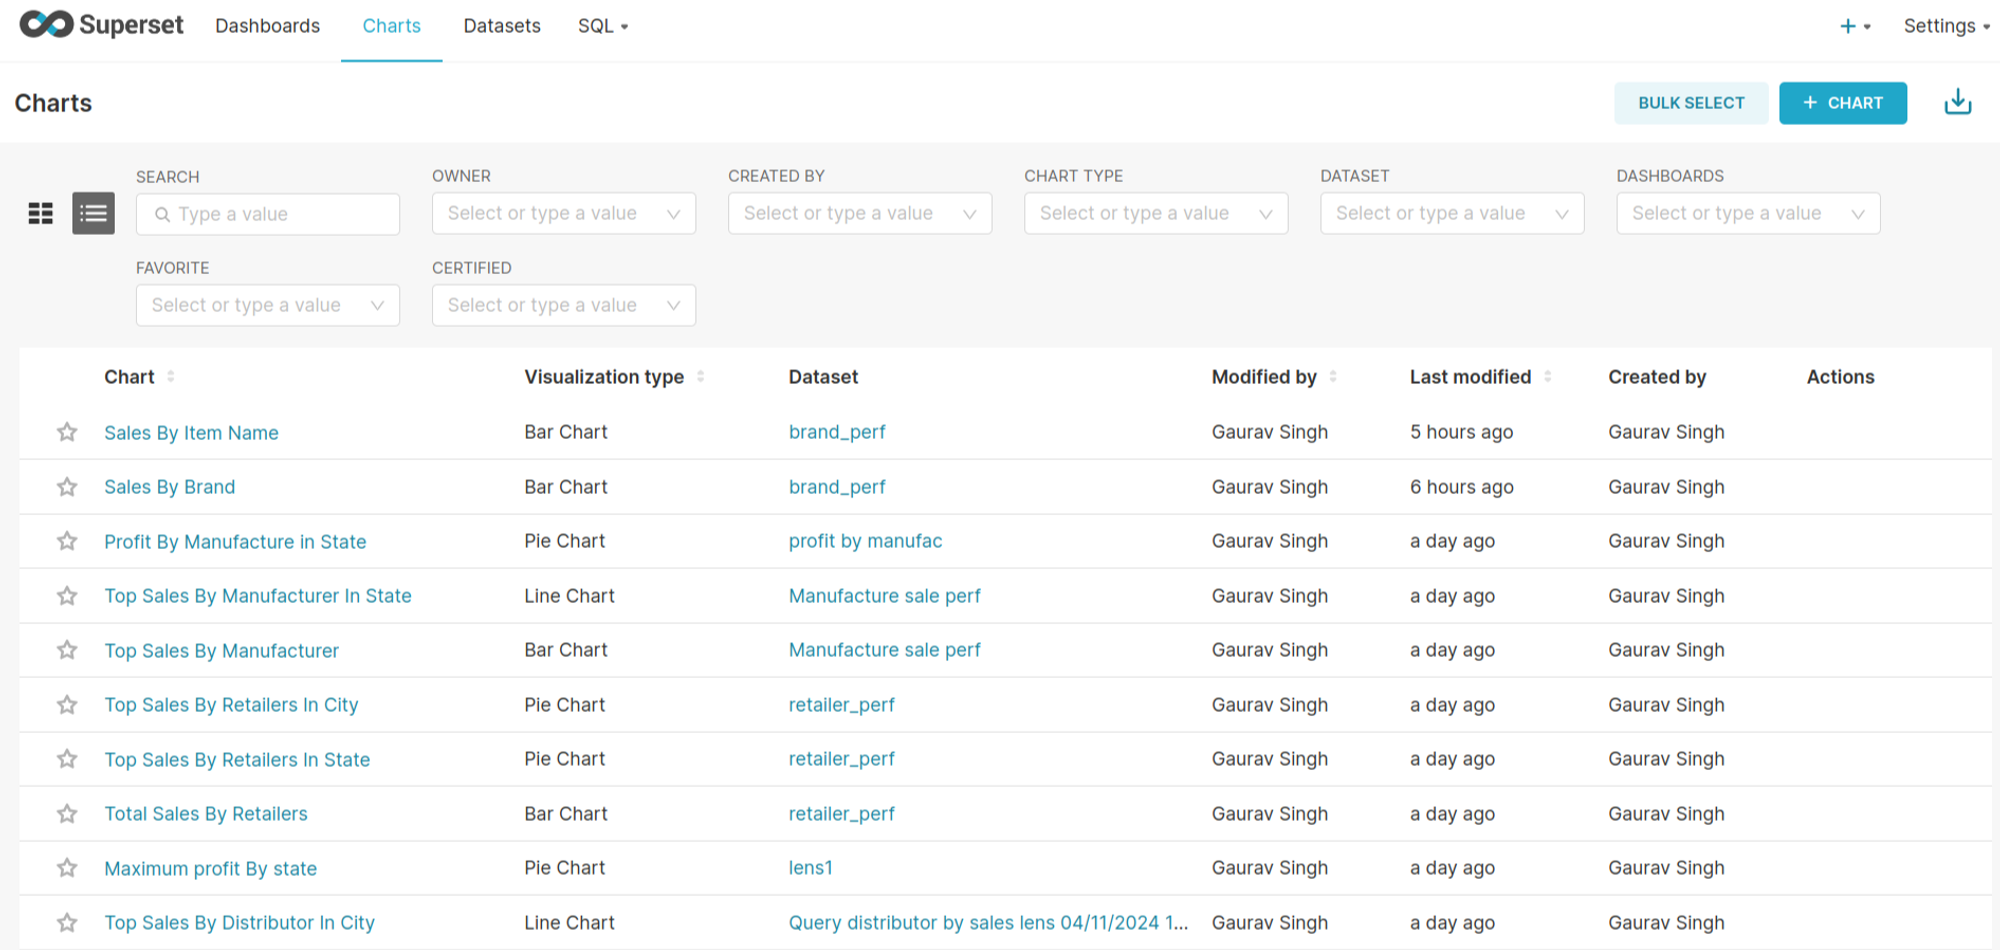 Superset Dashboards Charts Datasets SQL + Settings
Charts BULK SELECT + CHART
SEARCH OWNER CREATED BY CHART TYPE DATASET DASHBOARDS
Type a value Select or type a value Select or type a value Select or type a value Select or type a value Select or type a value
FAVORITE CERTIFIED
Select or type a value Select or type a value
Chart Visualization type Dataset Modified by Last modified Created by Actions
Sales By Item Name Bar Chart brand_perf Gaurav Singh 5 hours ago Gaurav Singh
Sales By Brand Bar Chart brand_perf Gaurav Singh 6 hours ago Gaurav Singh
Profit By Manufacture in State Pie Chart profit by manufac Gaurav Singh a day ago Gaurav Singh
Top Sales By Manufacturer In State Line Chart Manufacture sale perf Gaurav Singh a day ago Gaurav Singh
Top Sales By Manufacturer Bar Chart Manufacture sale perf Gaurav Singh a day ago Gaurav Singh
Top Sales By Retailers In City Pie Chart retailer_perf Gaurav Singh a day ago Gaurav Singh
Top Sales By Retailers In State Pie Chart retailer_perf Gaurav Singh a day ago Gaurav Singh
Total Sales By Retailers Bar Chart retailer_perf Gaurav Singh a day ago Gaurav Singh
Maximum profit By state Pie Chart lens1 Gaurav Singh a day ago Gaurav Singh
Top Sales By Distributor In City Line Chart Query distributor by sales lens 04/11/2024 1... Gaurav Singh a day ago Gaurav Singh